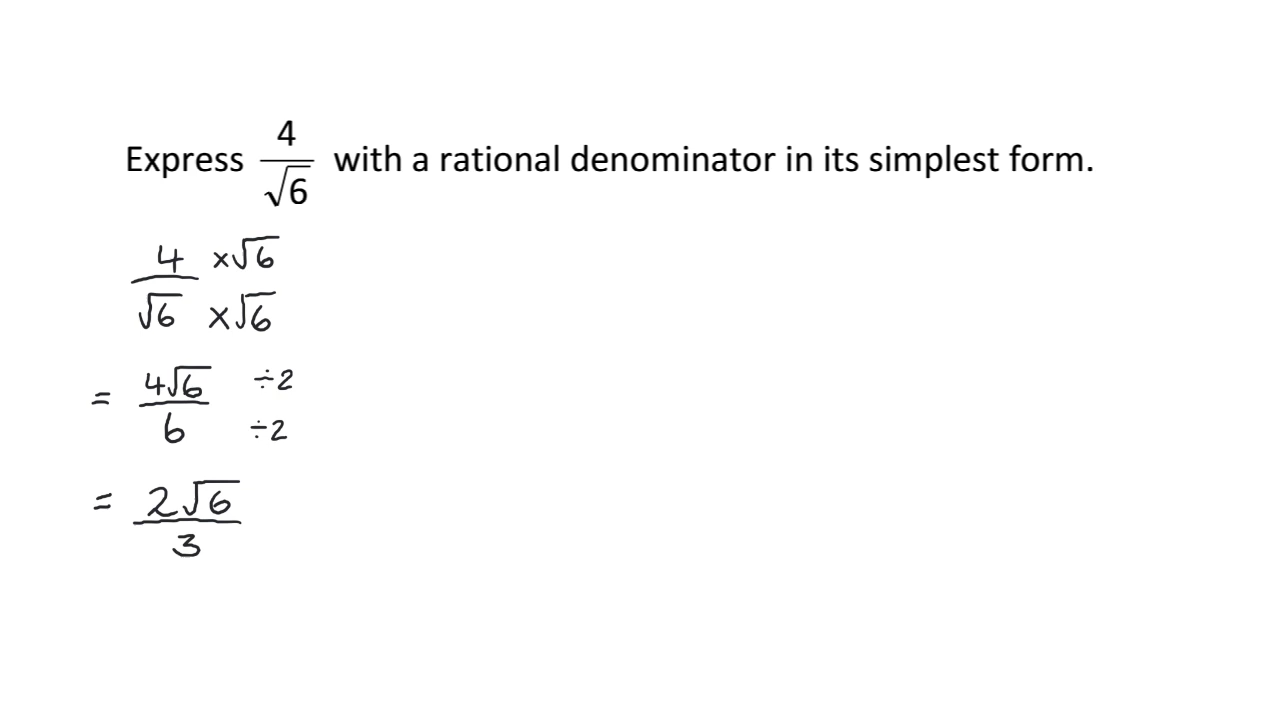 Express 4/√6 with a rational denominator in its simplest form.
4 ×√6
√6 ×√6
= 4√6/6 ÷2 ÷2
= 2√6/3